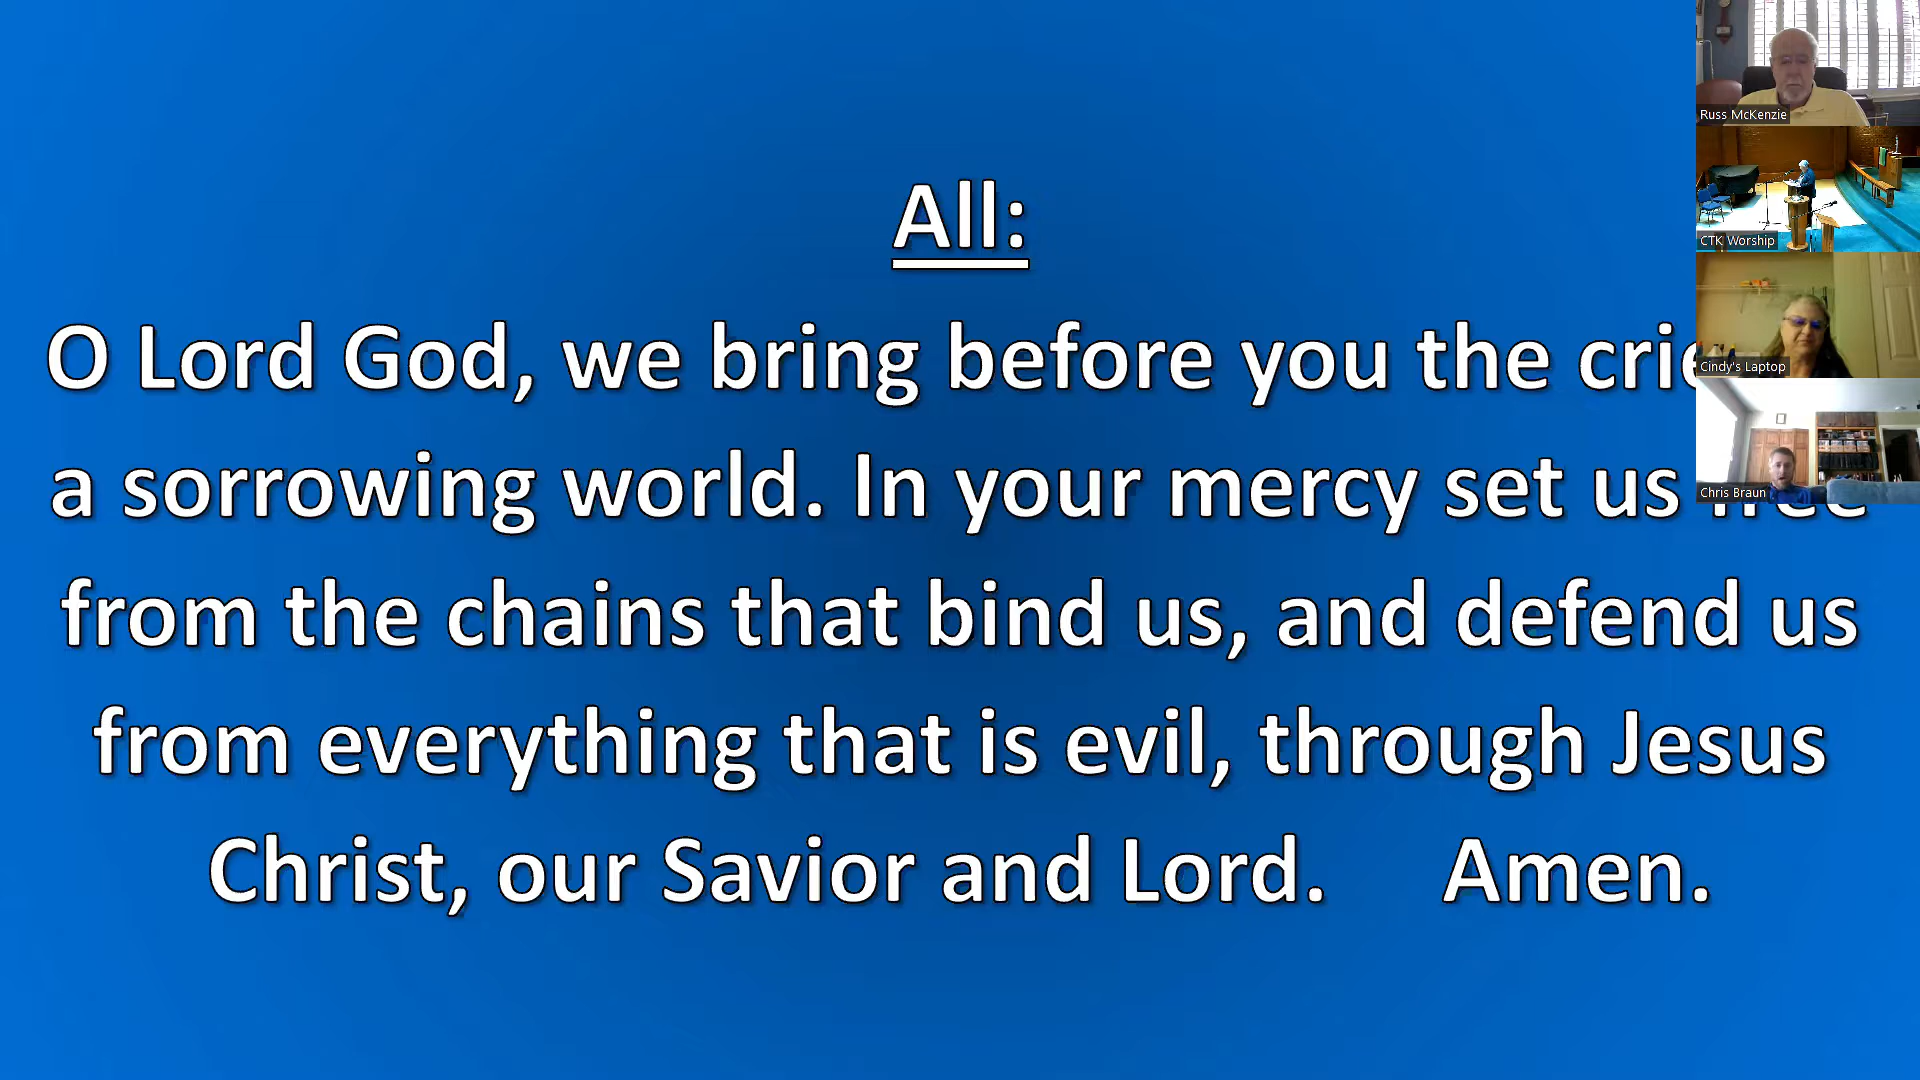 All:
O Lord God, we bring before you the
a sorrowing world. In your mercy set us
from the chains that bind us, and defend us
from everything that is evil, through Jesus
Christ, our Savior and Lord. Amen.
Russ McKenzie
CTK Worship
Cindy's Laptop
Chris Braun